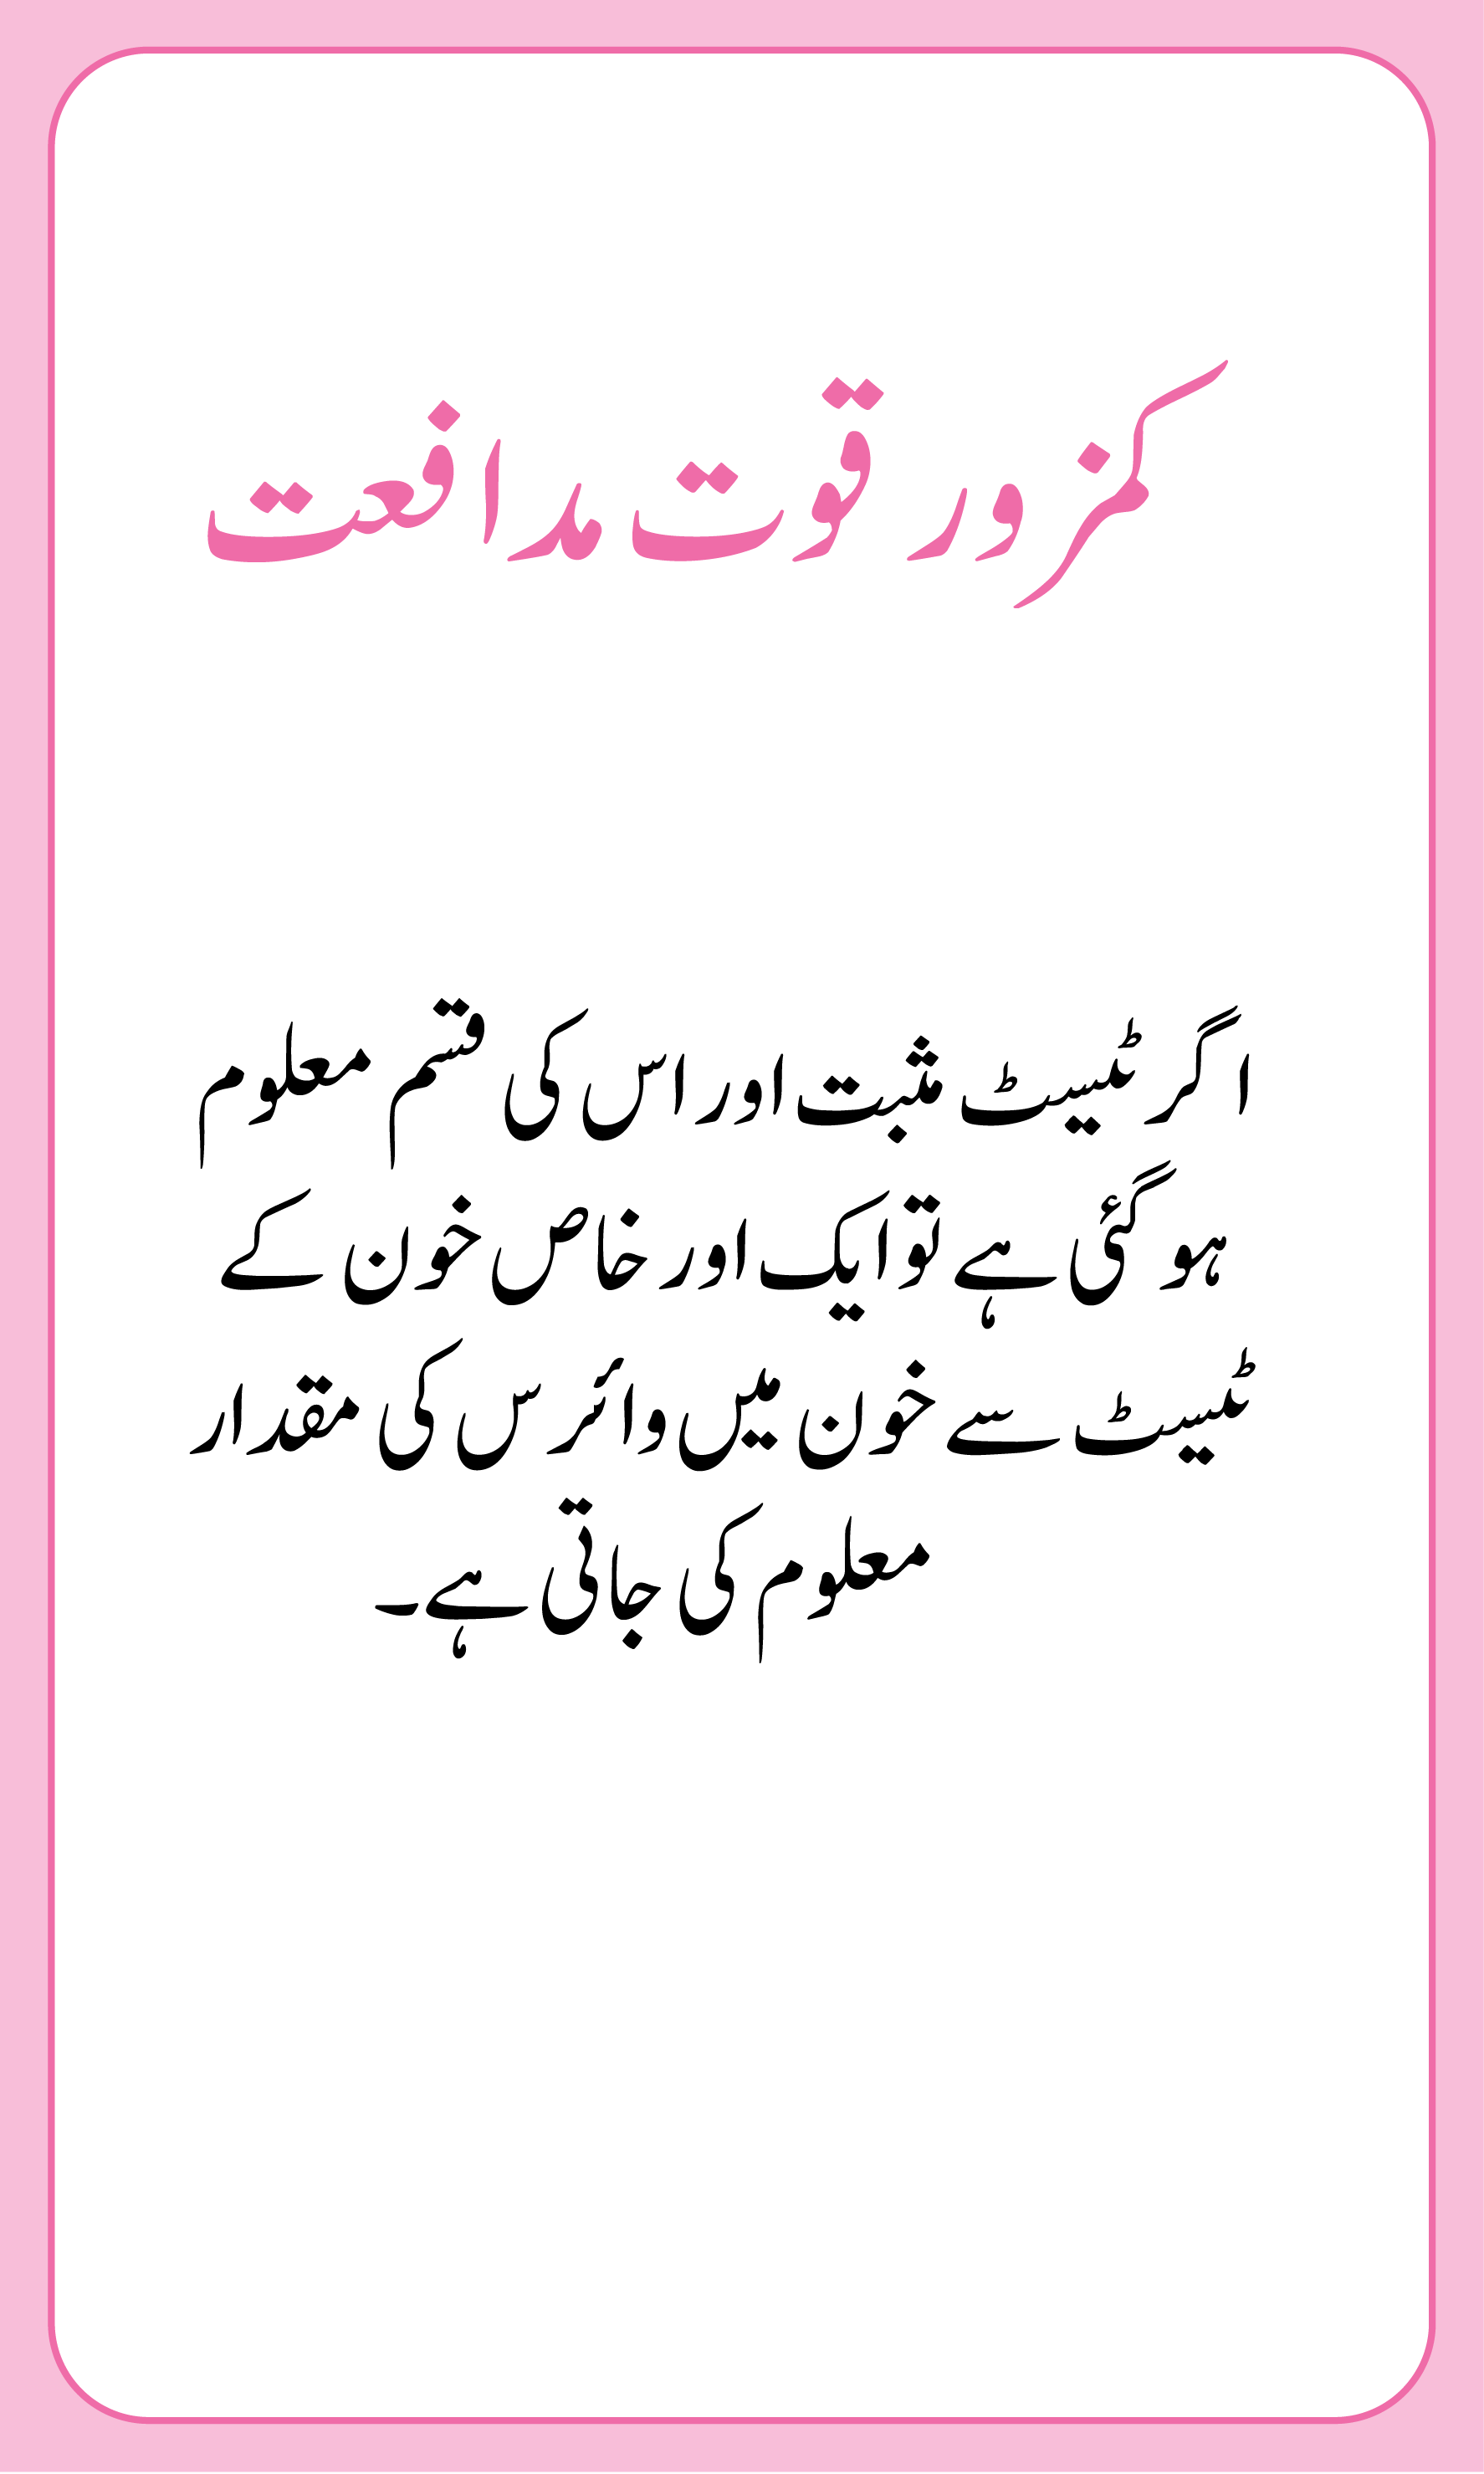 کمزور قوت مدافعت
اگر ٹیسٹ مثبت اور اس کی قسم معلوم
ہو گئی ہے تو ایک اور خاص خون کے
ٹیسٹ سے خون میں وائرس کی مقدار
معلوم کی جاتی ہے۔